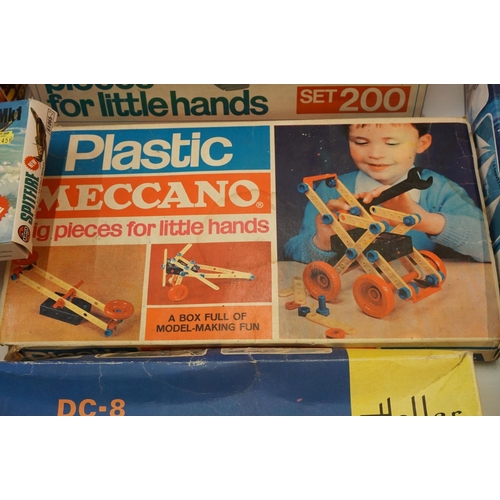 pieces
for little hands
SET 200
Mk1
SPITFIRE
Plastic
MECCANO®
ig pieces for little hands
A BOX FULL OF
MODEL-MAKING FUN
DC-8
Heller